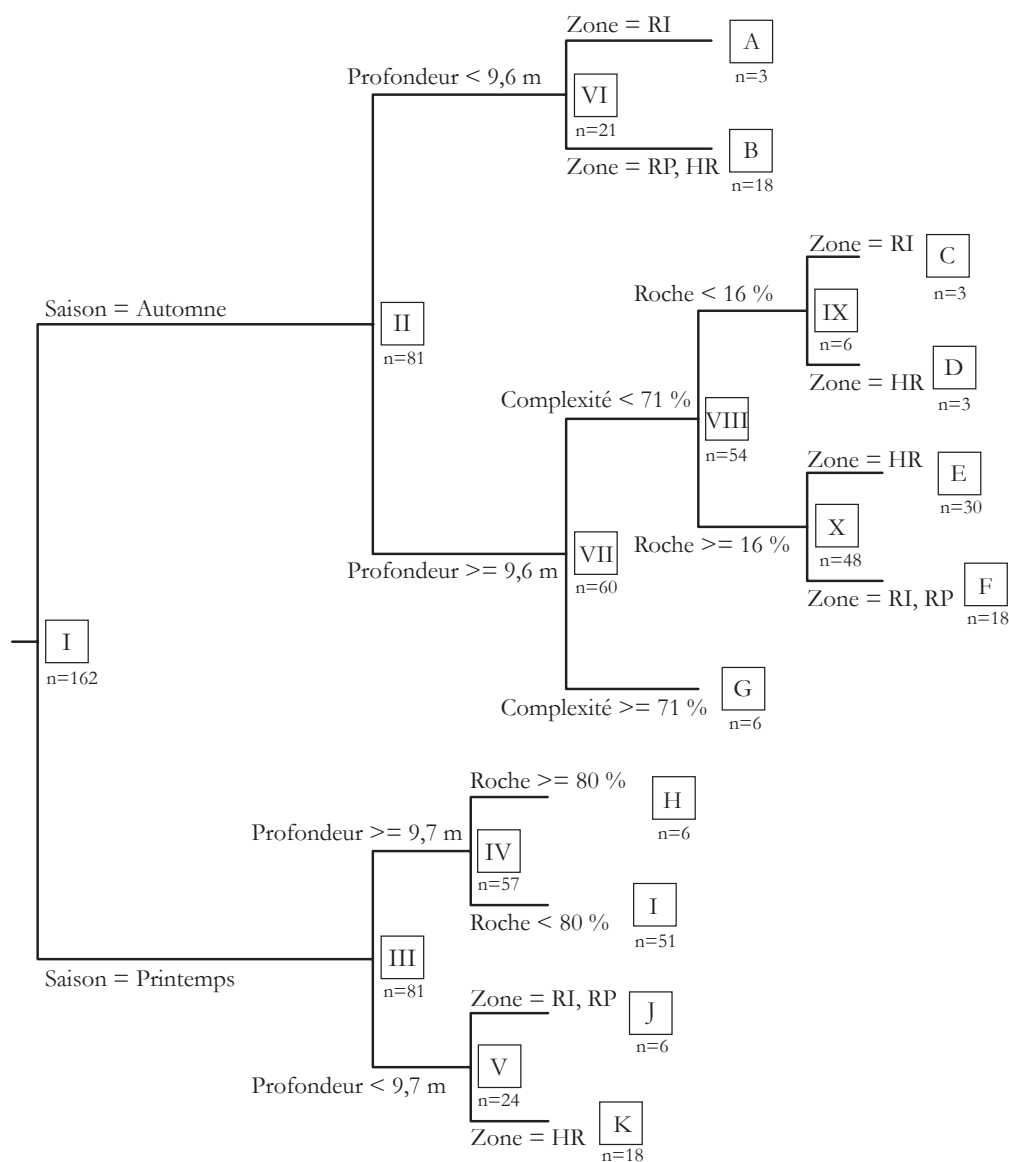 Zone = RI
A
n=3
Profondeur < 9,6 m
VI
n=21
Zone = RP, HR
B
n=18
Saison = Automne
II
n=81
Zone = RI
C
n=3
Roche < 16 %
IX
n=6
Zone = HR
D
n=3
Complexité < 71 %
VIII
n=54
Zone = HR
E
n=30
Roche >= 16 %
X
n=48
Zone = RI, RP
F
n=18
Profondeur >= 9,6 m
VII
n=60
Complexité >= 71 %
G
n=6
I
n=162
Roche >= 80 %
H
n=6
Profondeur >= 9,7 m
IV
n=57
Roche < 80 %
I
n=51
Saison = Printemps
III
n=81
Zone = RI, RP
J
n=6
Profondeur < 9,7 m
V
n=24
Zone = HR
K
n=18